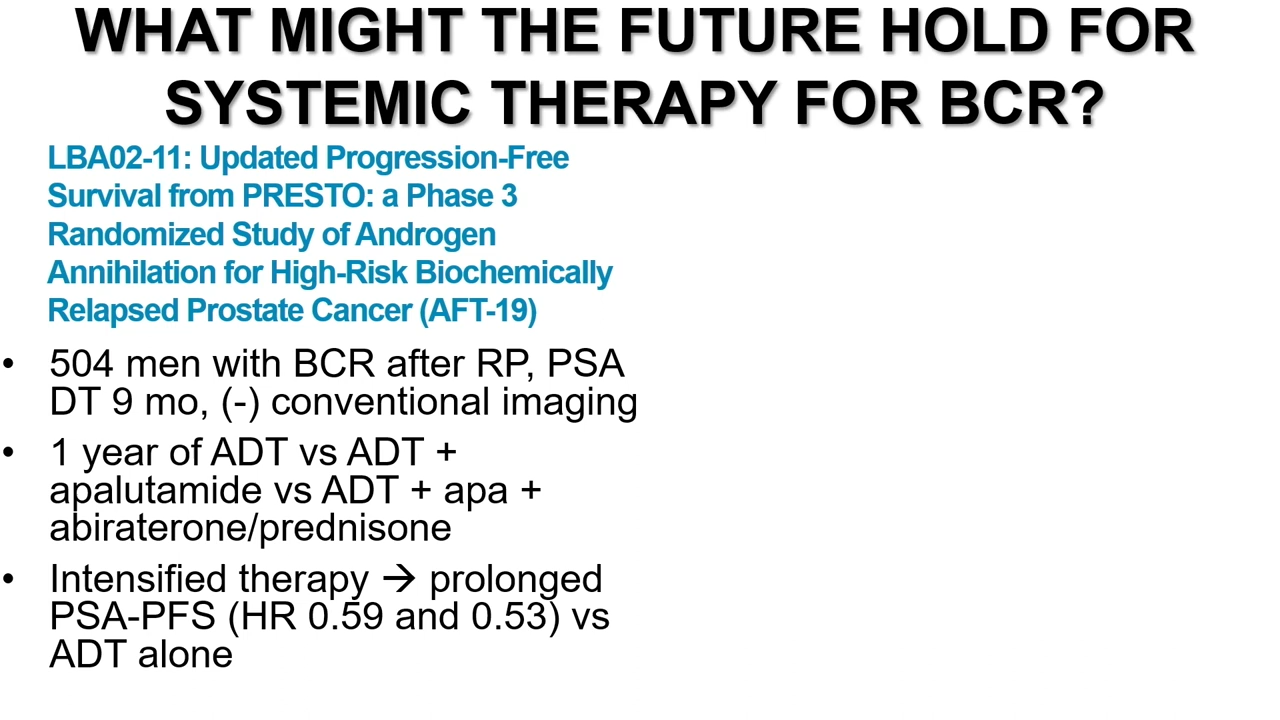 WHAT MIGHT THE FUTURE HOLD FOR
SYSTEMIC THERAPY FOR BCR?
LBA02-11: Updated Progression-Free
Survival from PRESTO: a Phase 3
Randomized Study of Androgen
Annihilation for High-Risk Biochemically
Relapsed Prostate Cancer (AFT-19)
• 504 men with BCR after RP, PSA
DT 9 mo, (-) conventional imaging
• 1 year of ADT vs ADT +
apalutamide vs ADT + apa +
abiraterone/prednisone
• Intensified therapy → prolonged
PSA-PFS (HR 0.59 and 0.53) vs
ADT alone